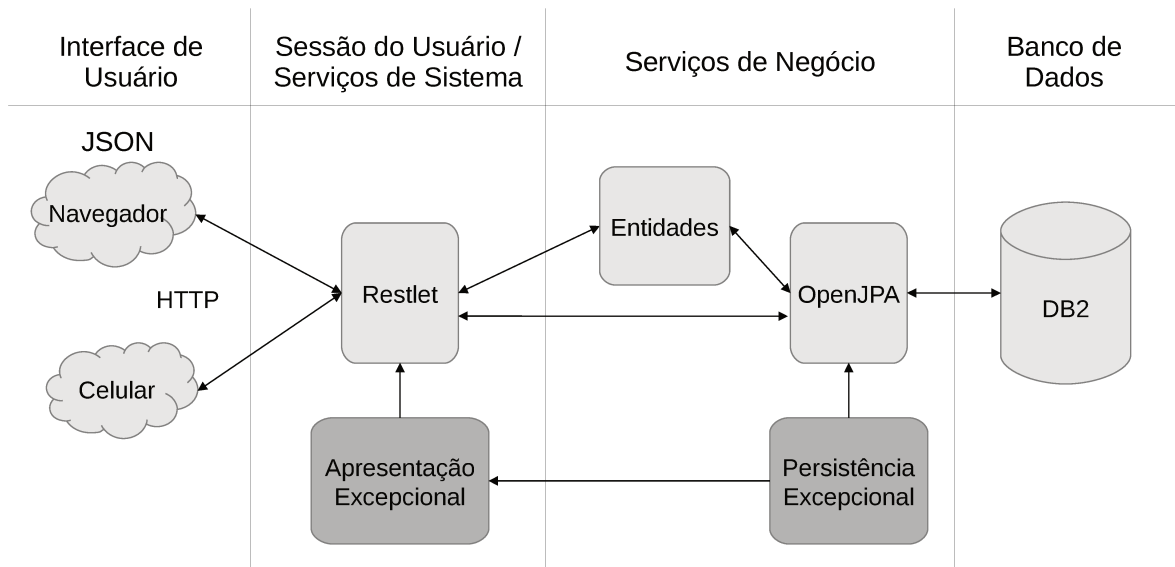 Interface de
Usuário
Sessão do Usuário /
Serviços de Sistema
Serviços de Negócio
Banco de
Dados
JSON
Navegador
HTTP
Celular
Restlet
Entidades
OpenJPA
DB2
Apresentação
Excepcional
Persistência
Excepcional